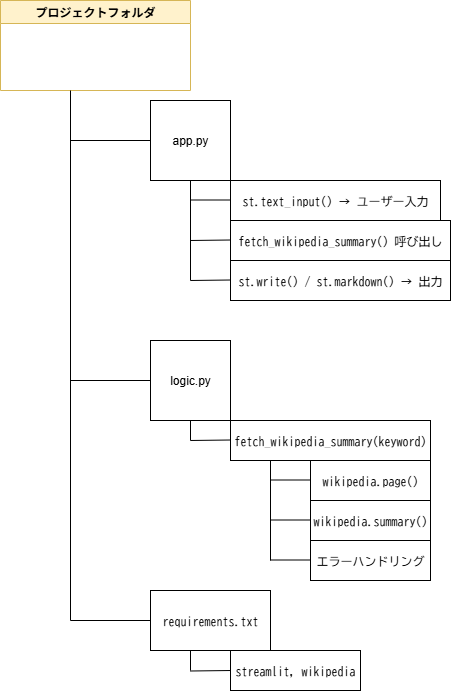 プロジェクトフォルダ
app.py
st.text_input() → ユーザー入力
fetch_wikipedia_summary() 呼び出し
st.write() / st.markdown() → 出力
logic.py
fetch_wikipedia_summary(keyword)
wikipedia.page()
wikipedia.summary()
エラーハンドリング
requirements.txt
streamlit, wikipedia